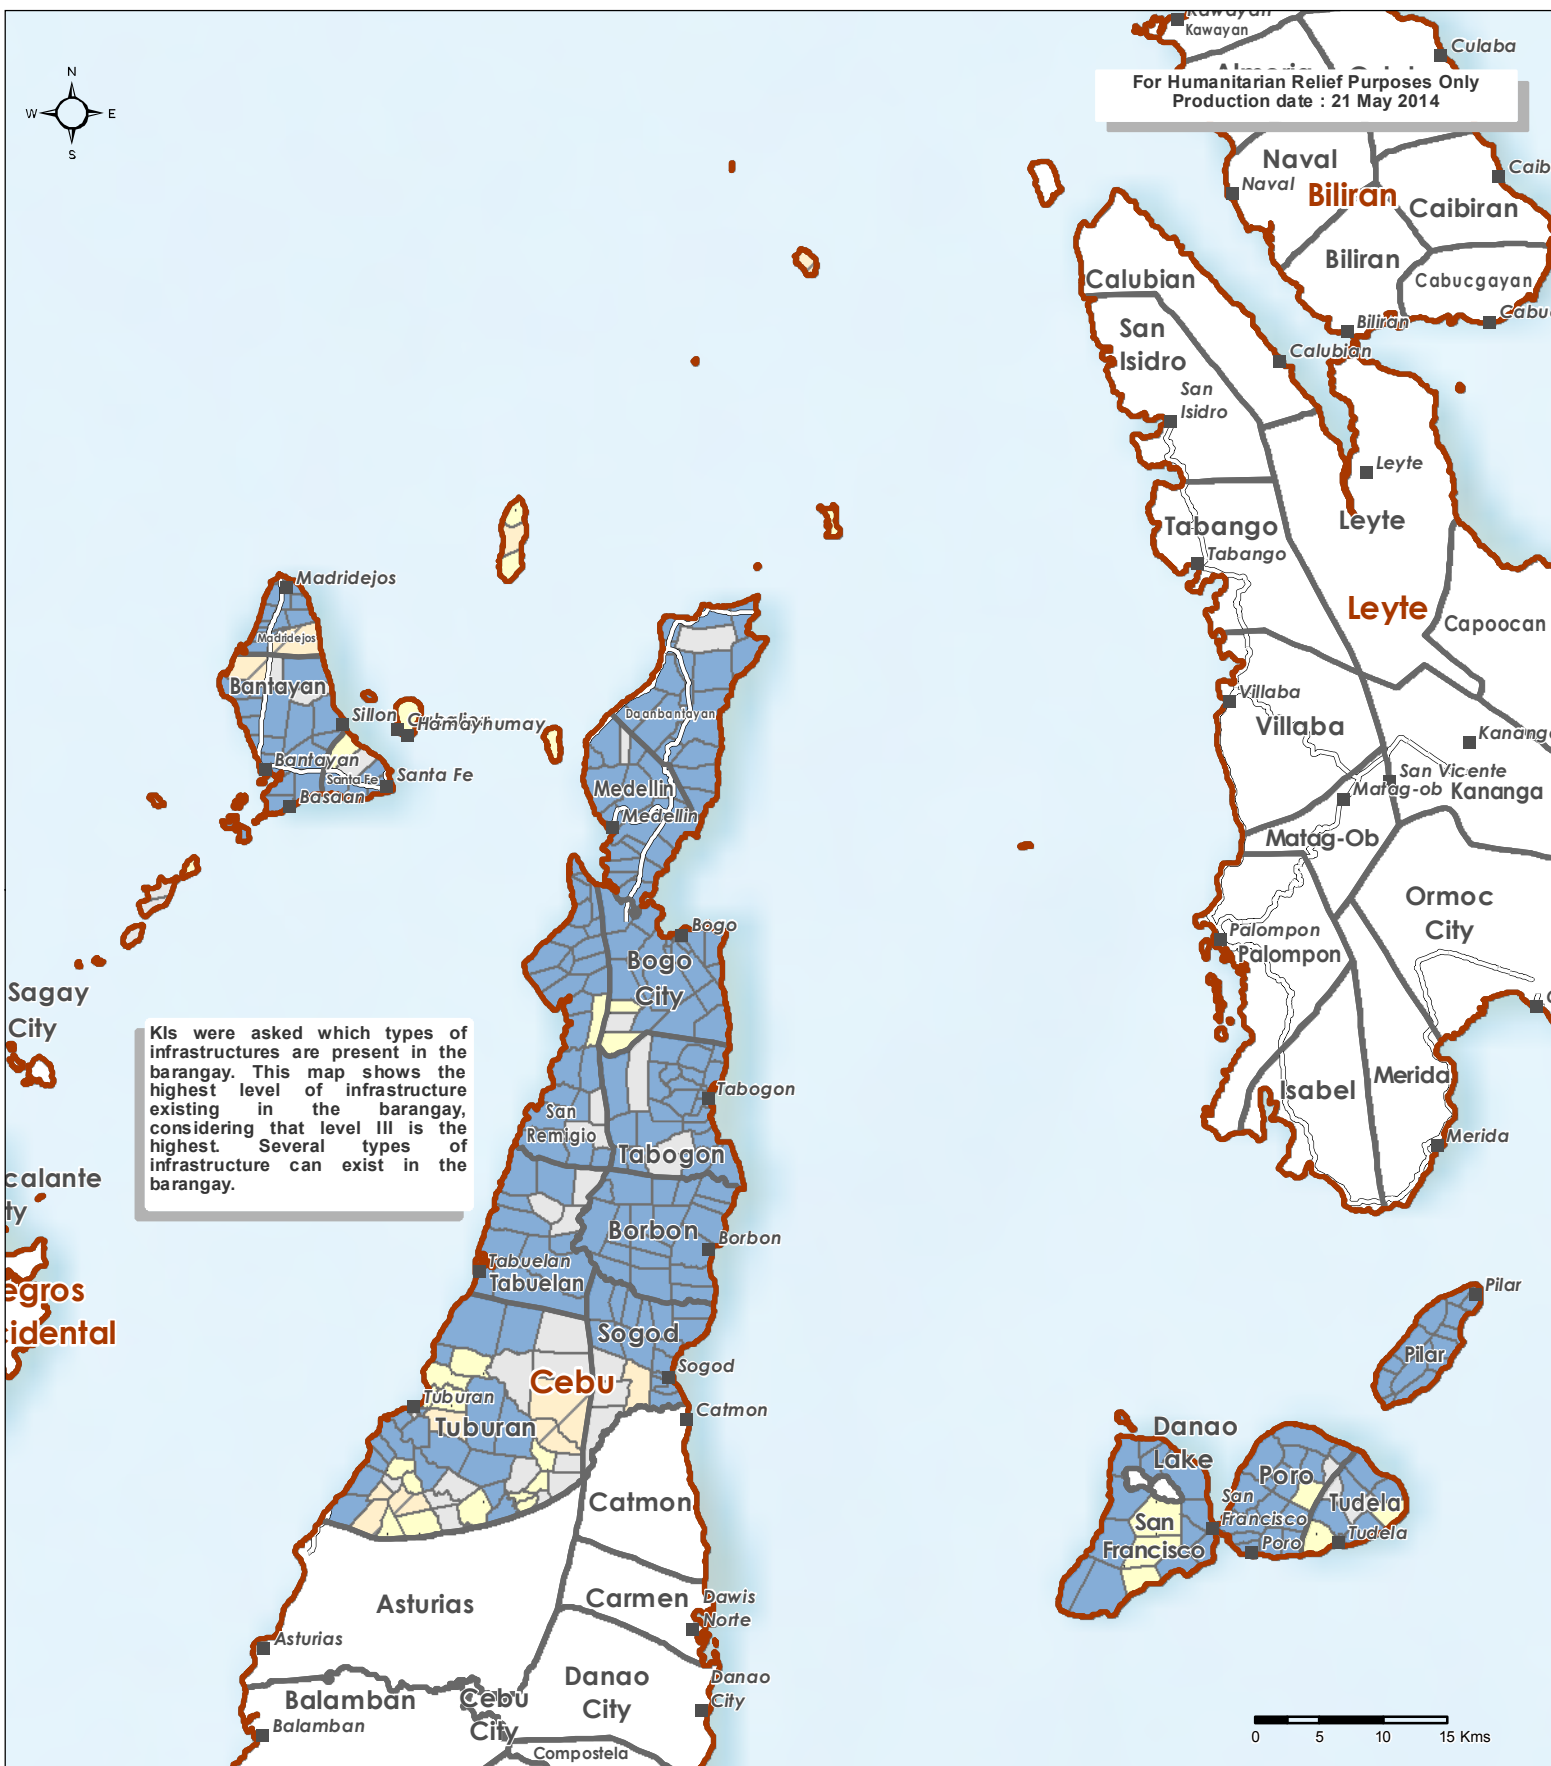 N
W
E
S
Kawayan
Kawayan
Culaba
For Humanitarian Relief Purposes Only
Production date : 21 May 2014
Naval
Naval
Biliran
Caibiran
Biliran
Cabucgayan
Biliran
Calubian
Calubian
San
Isidro
San
Isidro
Leyte
Leyte
Tabango
Tabango
Leyte
Capoocan
Madridejos
Madridejos
Bantayan
Sillon
Hamayhumay
Daanbantayan
Villaba
Villaba
Bantayan
Santa Fe
Santa Fe
Basaan
Medellin
Medellin
San Vicente
Matag-ob
Kananga
Matag-Ob
Ormoc
City
Bogo
Bogo
City
Palompon
Palompon
Sagay
City
KIs were asked which types of
infrastructures are present in the
barangay. This map shows the
highest level of infrastructure
existing in the barangay,
considering that level III is the
highest. Several types of
infrastructure can exist in the
barangay.
Isabel
Merida
Merida
Tabogon
San
Remigio
Tabogon
calante
ty
Borbon
Borbon
Tabuelan
Tabuelan
egros
cidental
Sogod
Sogod
Cebu
Pilar
Pilar
Tuburan
Tuburan
Catmon
Catmon
Danao
Lake
Poro
San
Francisco
San
Francisco
Tudela
Tudela
Poro
Asturias
Asturias
Carmen
Dawis
Norte
Danao
City
Danao
City
Balamban
Balamban
Cebu
City
Compostela
0 5 10 15 Kms